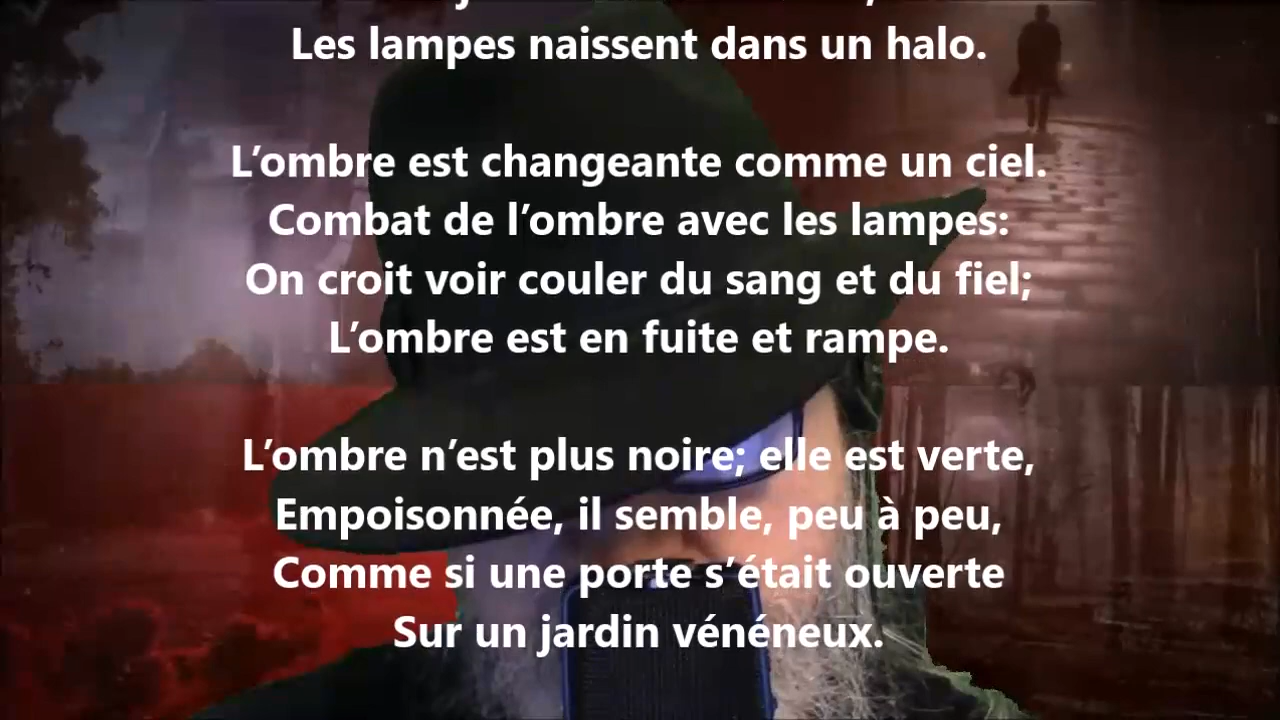 Les lampes naissent dans un halo.
L’ombre est changeante comme un ciel.
Combat de l’ombre avec les lampes:
On croit voir couler du sang et du fiel;
L’ombre est en fuite et rampe.
L’ombre n’est plus noire; elle est verte,
Empoisonnée, il semble, peu à peu,
Comme si une porte s’était ouverte
Sur un jardin vénéneux.